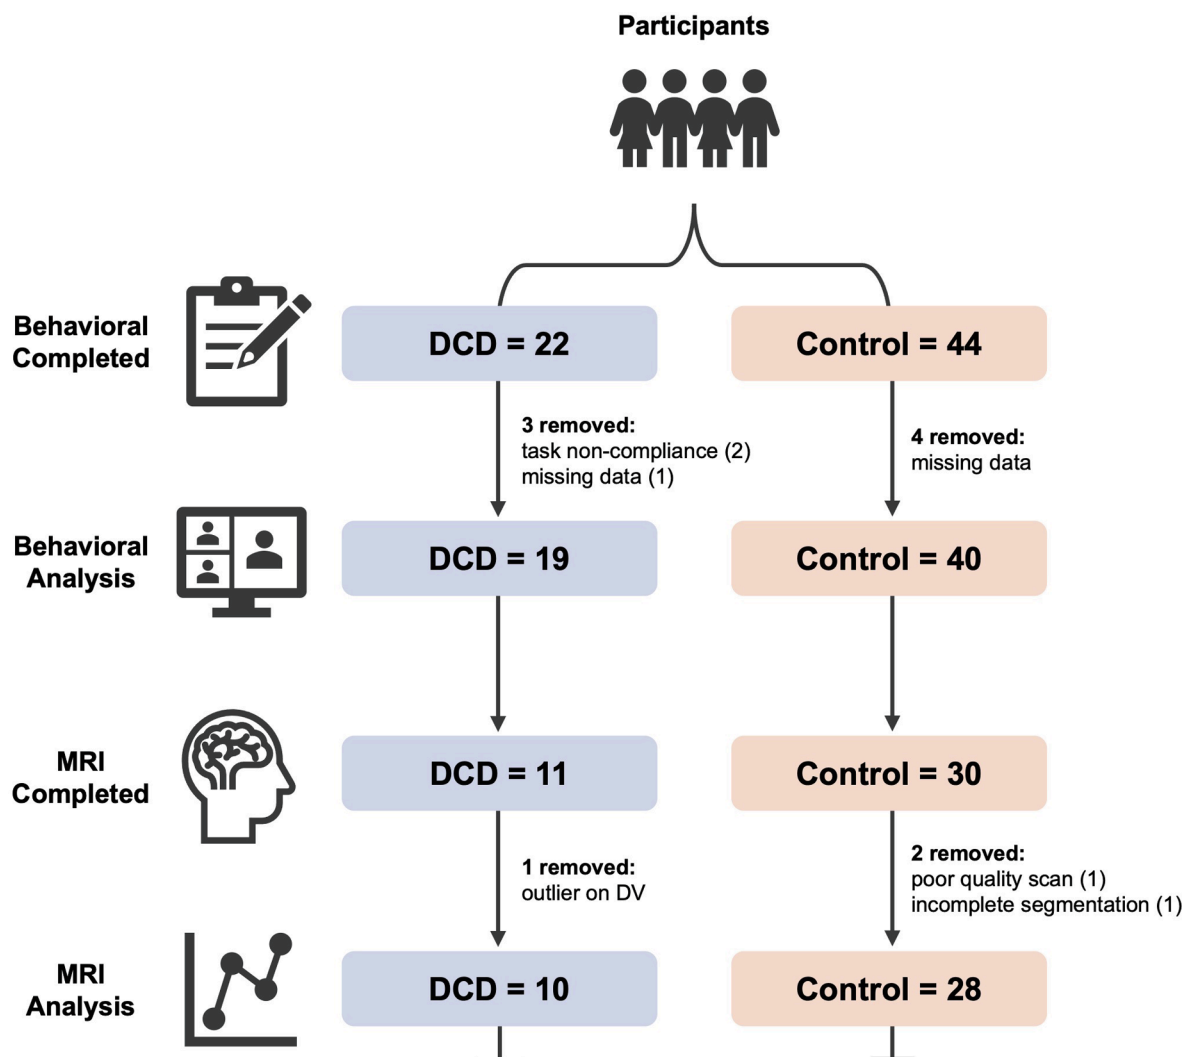 Participants
Behavioral
Completed
DCD = 22
Control = 44
3 removed:
task non-compliance (2)
missing data (1)
4 removed:
missing data
Behavioral
Analysis
DCD = 19
Control = 40
MRI
Completed
DCD = 11
Control = 30
1 removed:
outlier on DV
2 removed:
poor quality scan (1)
incomplete segmentation (1)
MRI
Analysis
DCD = 10
Control = 28